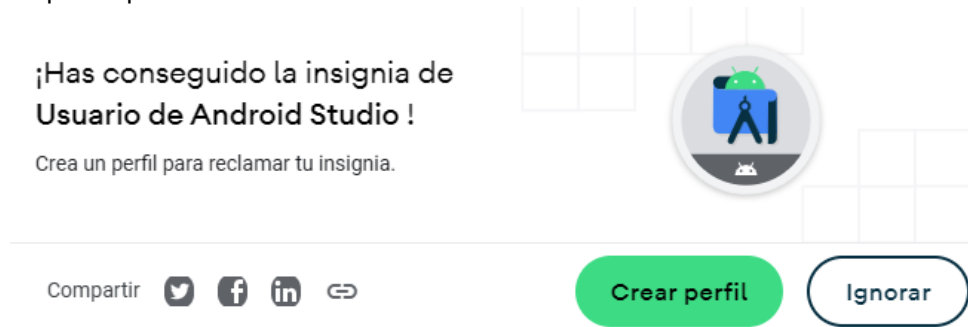 ¡Has conseguido la insignia de
Usuario de Android Studio !
Crea un perfil para reclamar tu insignia.
Compartir
Crear perfil
Ignorar